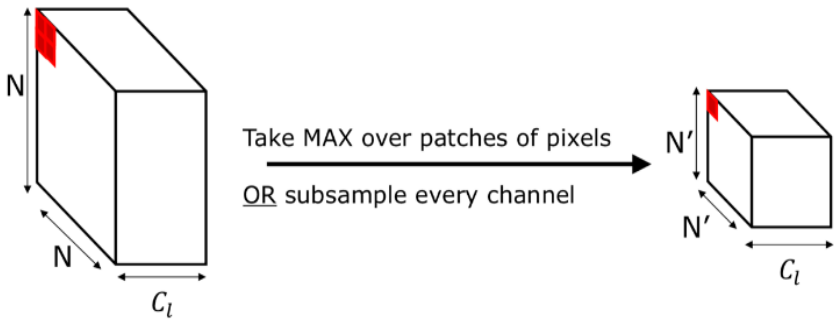 N
N
C_l
Take MAX over patches of pixels
OR subsample every channel
N'
N'
C_l